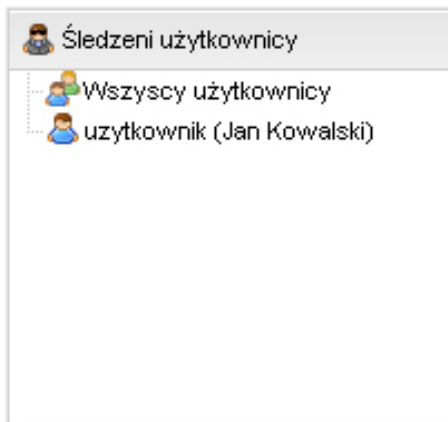 Śledzeni użytkownicy
Wszyscy użytkownicy
uzytkownik (Jan Kowalski)